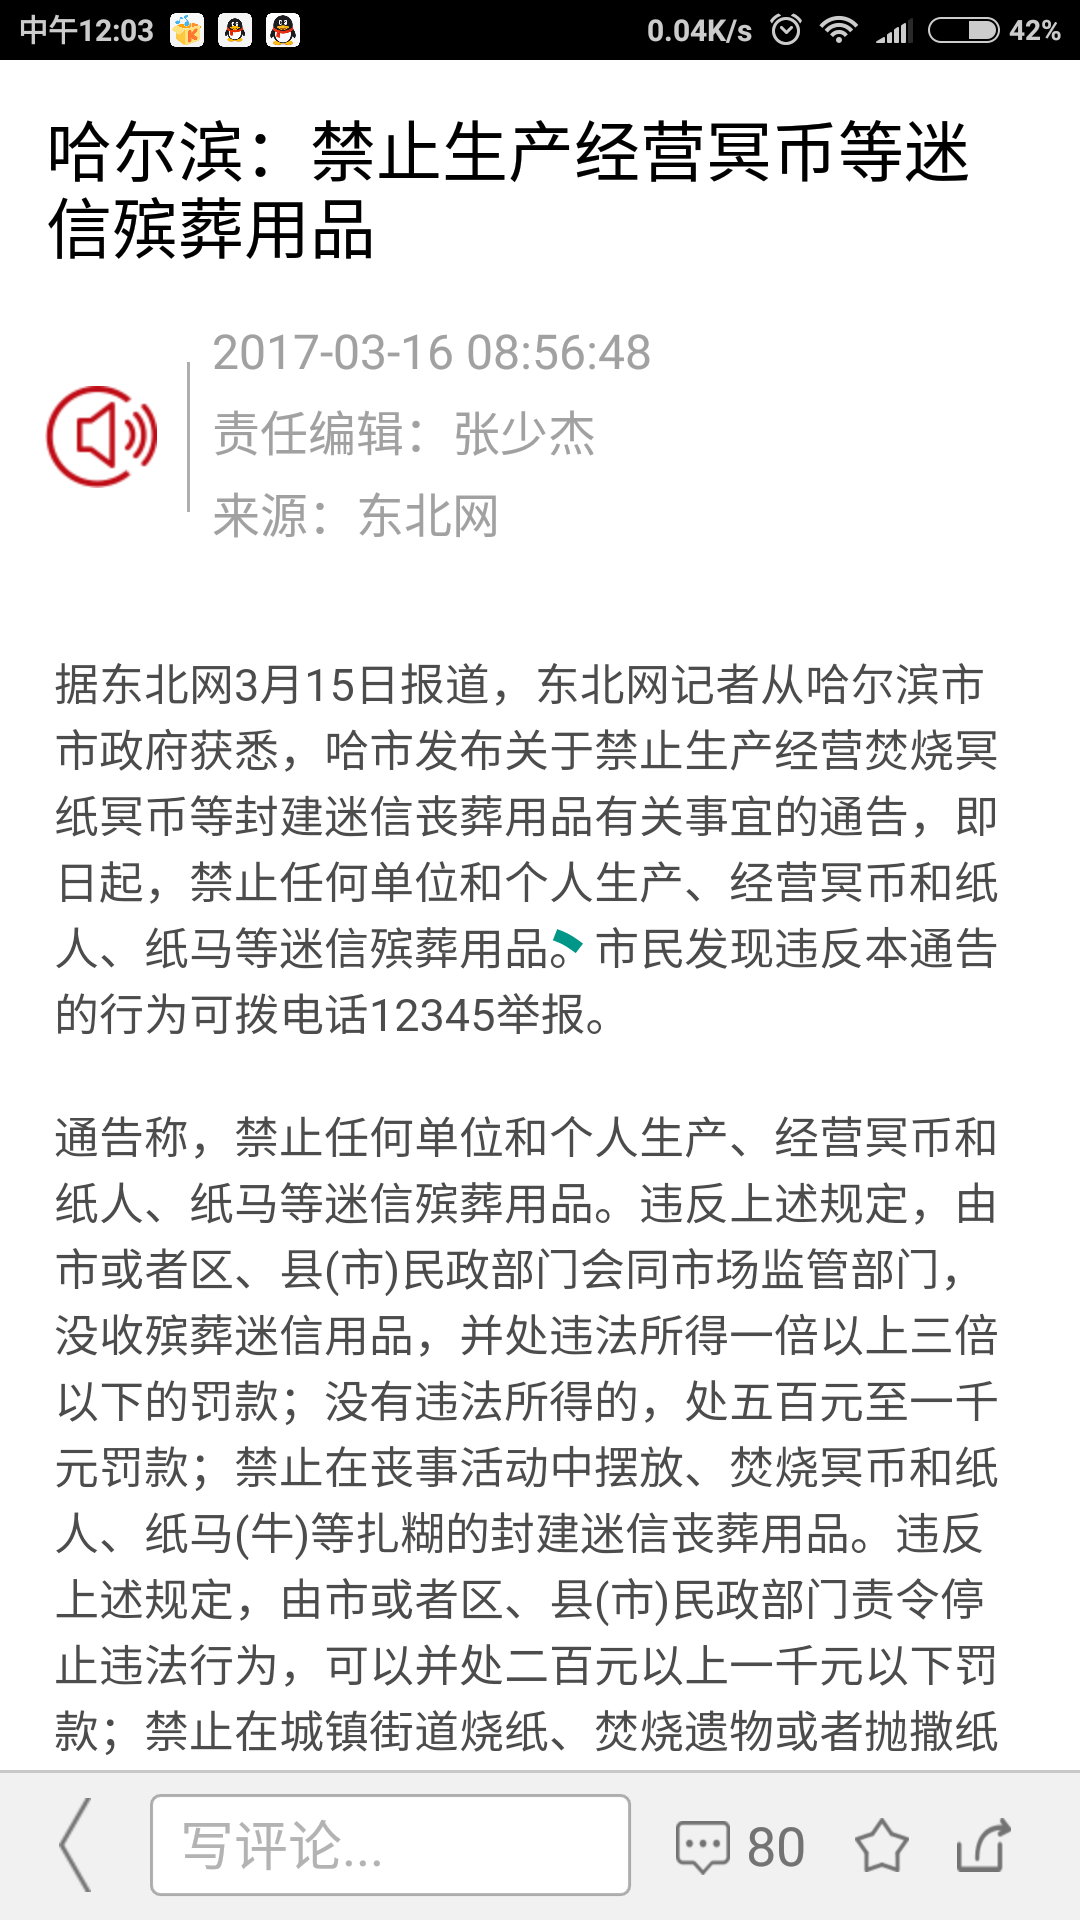 中午12:03
0.04K/s
42%
哈尔滨：禁止生产经营冥币等迷
信殡葬用品
2017-03-16 08:56:48
责任编辑：张少杰
来源：东北网
据东北网3月15日报道，东北网记者从哈尔滨市
市政府获悉，哈市发布关于禁止生产经营焚烧冥
纸冥币等封建迷信丧葬用品有关事宜的通告，即
日起，禁止任何单位和个人生产、经营冥币和纸
人、纸马等迷信殡葬用品。市民发现违反本通告
的行为可拨电话12345举报。
通告称，禁止任何单位和个人生产、经营冥币和
纸人、纸马等迷信殡葬用品。违反上述规定，由
市或者区、县(市)民政部门会同市场监管部门，
没收殡葬迷信用品，并处违法所得一倍以上三倍
以下的罚款；没有违法所得的，处五百元至一千
元罚款；禁止在丧事活动中摆放、焚烧冥币和纸
人、纸马(牛)等扎糊的封建迷信丧葬用品。违反
上述规定，由市或者区、县(市)民政部门责令停
止违法行为，可以并处二百元以上一千元以下罚
款；禁止在城镇街道烧纸、焚烧遗物或者抛撒纸
写评论...
80